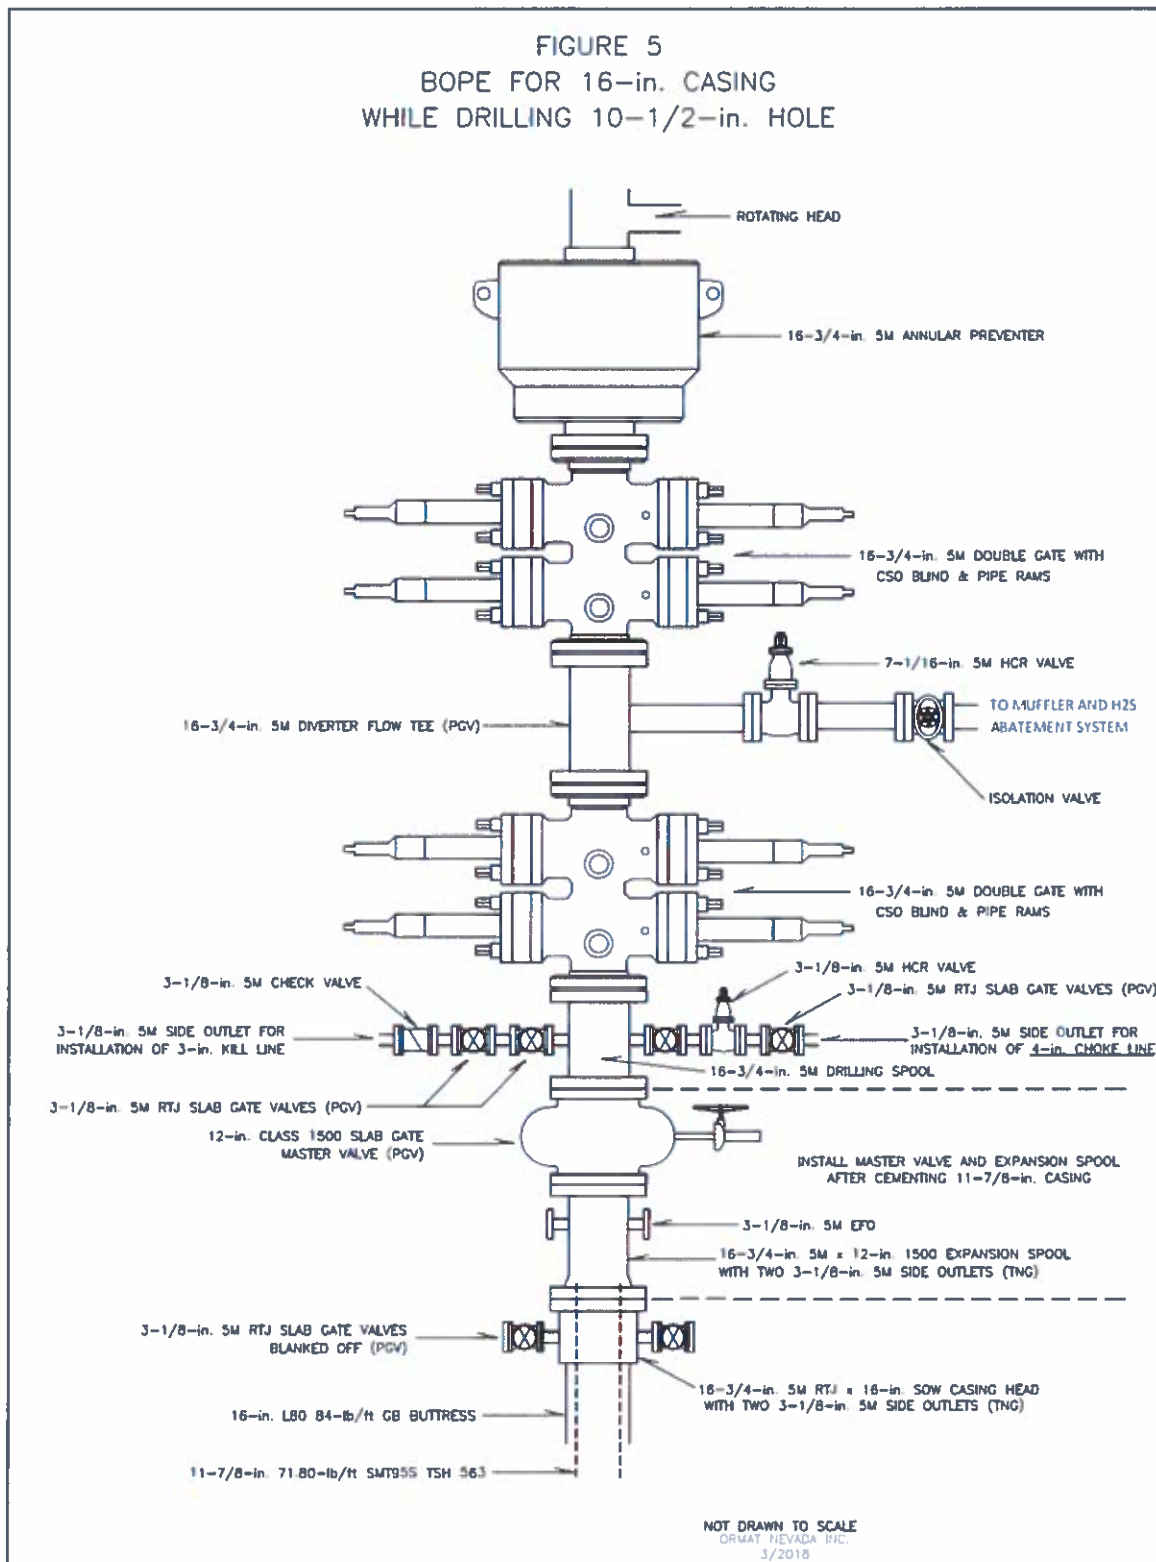 FIGURE 5
BOPE FOR 16-in. CASING
WHILE DRILLING 10-1/2-in. HOLE
ROTATING HEAD
16-3/4-in. 5M ANNULAR PREVENTER
16-3/4-in. 5M DOUBLE GATE WITH
CSO BLIND & PIPE RAMS
7-1/16-in. 5M HCR VALVE
TO MUFFLER AND H2S
ABATEMENT SYSTEM
16-3/4-in. 5M DIVERTER FLOW TEE (PGV)
ISOLATION VALVE
16-3/4-in. 5M DOUBLE GATE WITH
CSO BLIND & PIPE RAMS
3-1/8-in. 5M HCR VALVE
3-1/8-in. 5M CHECK VALVE
3-1/8-in. 5M RTJ SLAB GATE VALVES (PGV)
3-1/8-in. 5M SIDE OUTLET FOR
INSTALLATION OF 3-in. KILL LINE
3-1/8-in. 5M SIDE OUTLET FOR
INSTALLATION OF 4-in. CHOKE LINE
16-3/4-in. 5M DRILLING SPOOL
3-1/8-in. 5M RTJ SLAB GATE VALVES (PGV)
12-in. CLASS 1500 SLAB GATE
MASTER VALVE (PGV)
INSTALL MASTER VALVE AND EXPANSION SPOOL
AFTER CEMENTING 11-7/8-in. CASING
3-1/8-in. 5M EFO
16-3/4-in. 5M x 12-in. 1500 EXPANSION SPOOL
WITH TWO 3-1/8-in. 5M SIDE OUTLETS (TNG)
3-1/8-in. 5M RTJ SLAB GATE VALVES
BLANKED OFF (PGV)
16-3/4-in. 5M RTJ x 16-in SOW CASING HEAD
WITH TWO 3-1/8-in. 5M SIDE OUTLETS (TNG)
16-in. L80 84-lb/ft GB BUTTRESS
11-7/8-in. 71.80-lb/ft SMT95S TSH 563
NOT DRAWN TO SCALE
ORMAT NEVADA INC.
3/2018